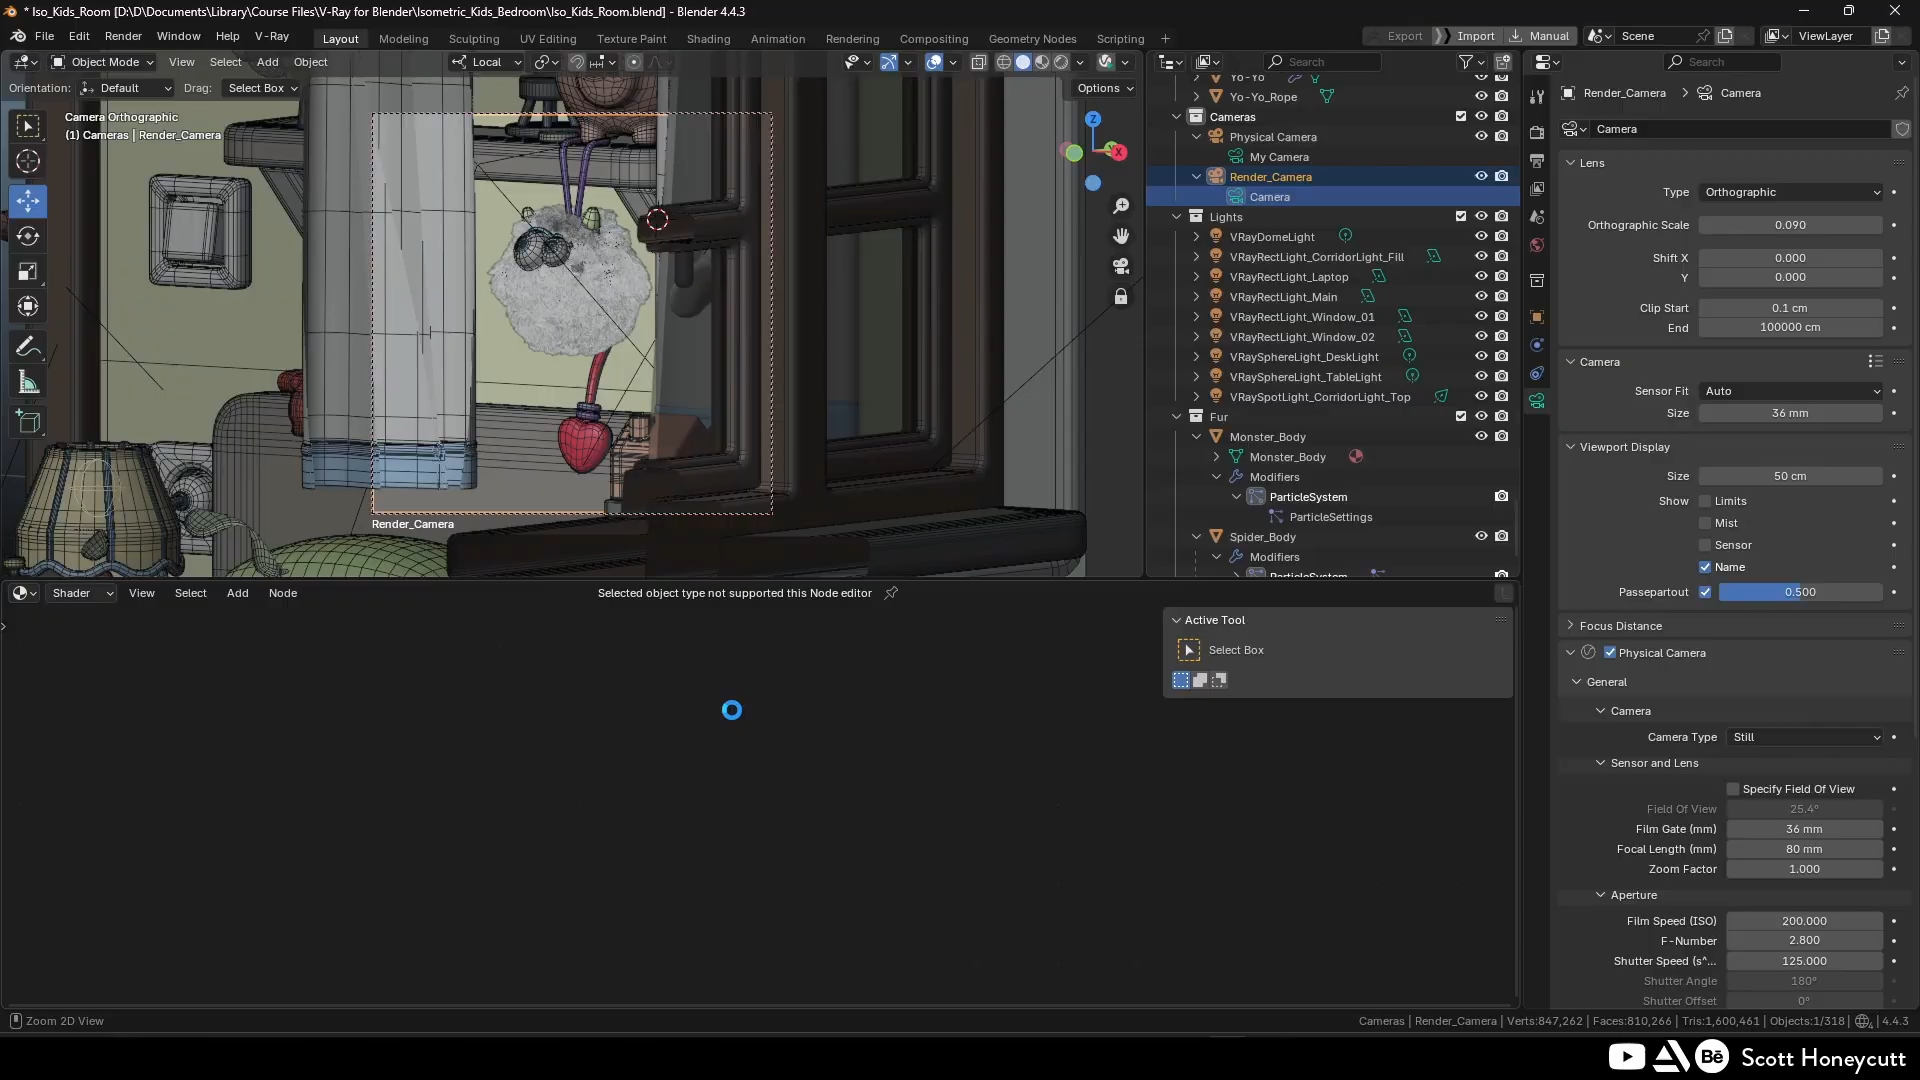 * Iso_Kids_Room [D:\D\Documents\Library\Course Files\V-Ray for Blender\Isometric_Kids_Bedroom\Iso_Kids_Room.blend] - Blender 4.4.3
File Edit Render Window Help V-Ray
Layout Modeling Sculpting UV Editing Texture Paint Shading Animation Rendering Compositing Geometry Nodes Scripting +
Export Import Manual Scene ViewLayer
Object Mode View Select Add Object Local
Search
Search
Orientation: Default Drag: Select Box
Options
Camera Orthographic
(1) Cameras | Render_Camera
Z
X
Render_Camera
Yo-Yo
Yo-Yo_Rope
Cameras
Physical Camera
My Camera
Render_Camera
Camera
Lights
VRayDomeLight
VRayRectLight_CorridorLight_Fill
VRayRectLight_Laptop
VRayRectLight_Main
VRayRectLight_Window_01
VRayRectLight_Window_02
VRaySphereLight_DeskLight
VRaySphereLight_TableLight
VRaySpotLight_CorridorLight_Top
Fur
Monster_Body
Monster_Body
Modifiers
ParticleSystem
ParticleSettings
Spider_Body
Modifiers
ParticleSystem
Render_Camera > Camera
Camera
Lens
Type Orthographic
Orthographic Scale 0.090
Shift X 0.000
Y 0.000
Clip Start 0.1 cm
End 100000 cm
Camera
Sensor Fit Auto
Size 36 mm
Viewport Display
Size 50 cm
Show Limits
Mist
Sensor
Name
Passepartout 0.500
Focus Distance
Physical Camera
General
Camera
Camera Type Still
Sensor and Lens
Specify Field Of View
Field Of View 25.4°
Film Gate (mm) 36 mm
Focal Length (mm) 80 mm
Zoom Factor 1.000
Aperture
Film Speed (ISO) 200.000
F-Number 2.800
Shutter Speed (s^... 125.000
Shutter Angle 180°
Shutter Offset 0°
Shader View Select Add Node
Selected object type not supported this Node editor
Active Tool
Select Box
Zoom 2D View
Cameras | Render_Camera | Verts:847,262 | Faces:810,266 | Tris:1,600,461 | Objects:1/318 | 4.4.3
Bē Scott Honeycutt